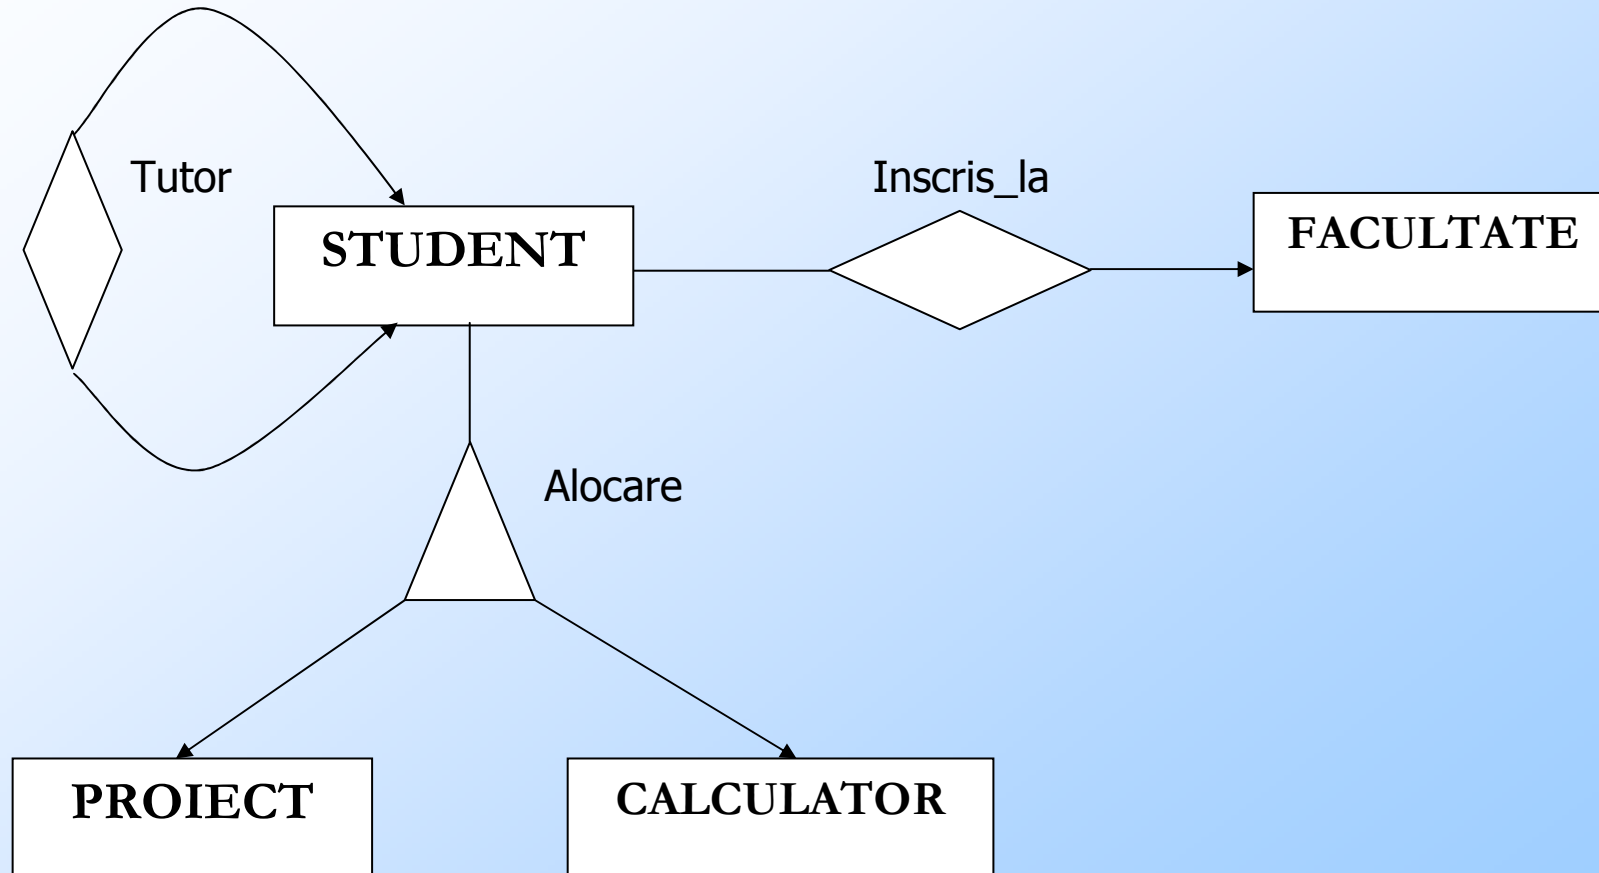 Tutor
Inscris_la
STUDENT
FACULTATE
Alocare
PROIECT
CALCULATOR